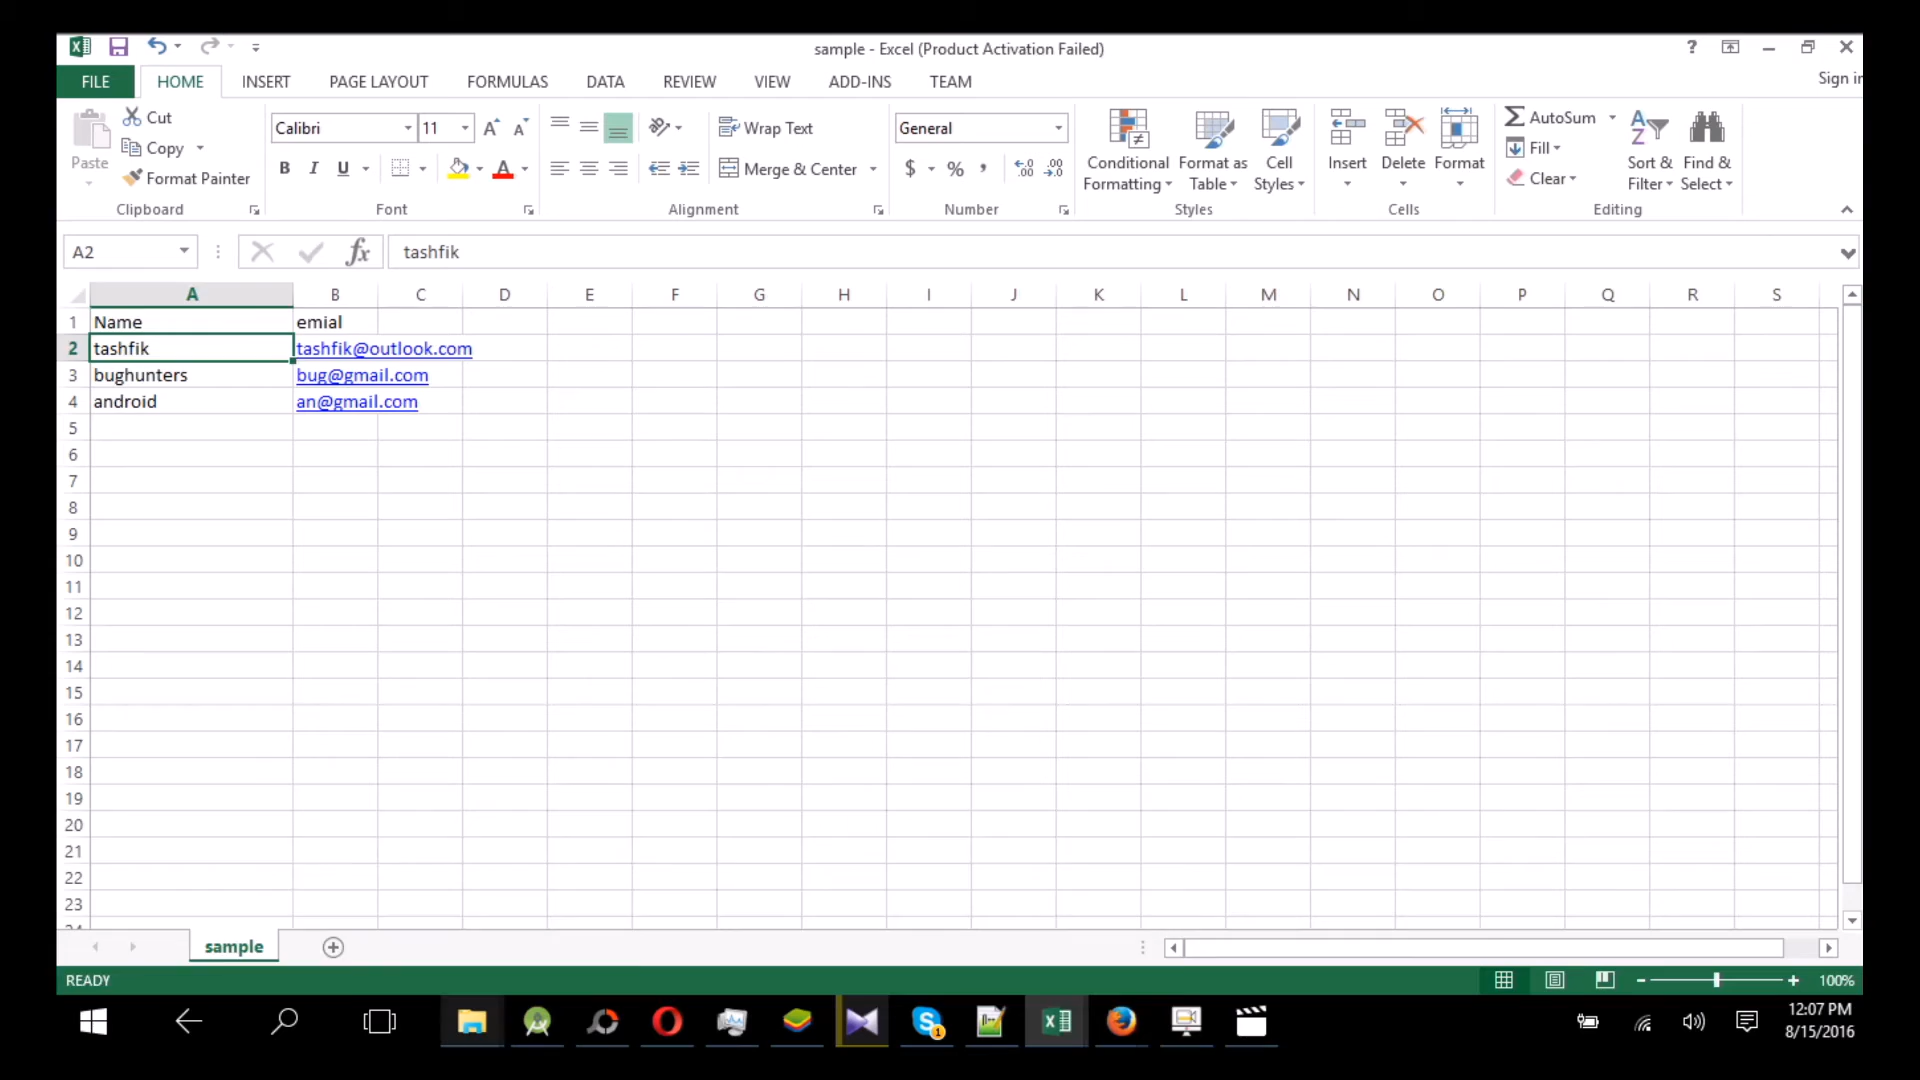 sample - Excel (Product Activation Failed)
?
FILE HOME INSERT PAGE LAYOUT FORMULAS DATA REVIEW VIEW ADD-INS TEAM
Sign in
Paste
Cut
Copy
Format Painter
Clipboard
Calibri 11
B I U
Font
Wrap Text
Merge & Center
Alignment
General
$ % ,
Number
Conditional Formatting
Format as Table
Cell Styles
Styles
Insert
Delete
Format
Cells
AutoSum
Fill
Clear
Sort & Filter
Find & Select
Editing
A2 fx tashfik
A B C D E F G H I J K L M N O P Q R S
1 Name emial
2 tashfik tashfik@outlook.com
3 bughunters bug@gmail.com
4 android an@gmail.com
5
6
7
8
9
10
11
12
13
14
15
16
17
18
19
20
21
22
23
sample
READY
100%
12:07 PM
8/15/2016